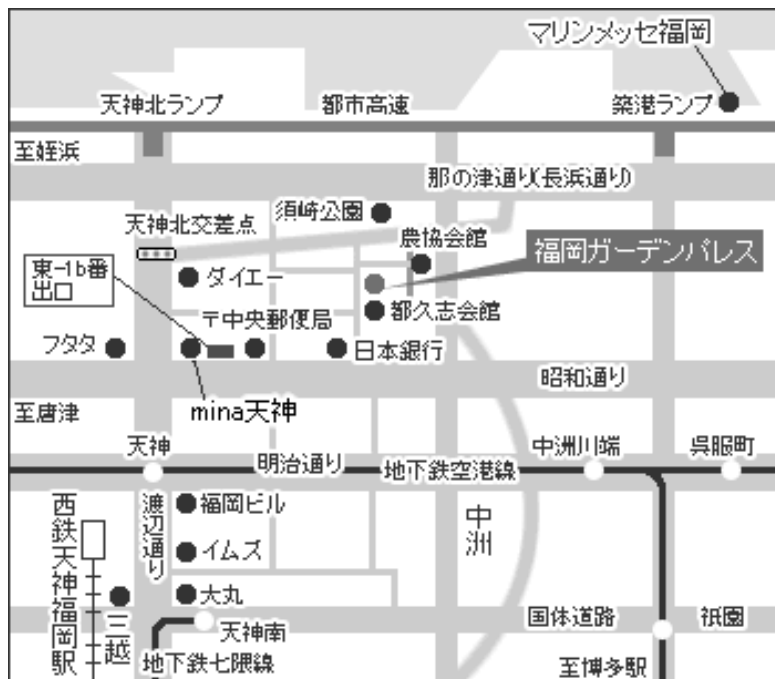 マリンメッセ福岡
天神北ランプ
都市高速
築港ランプ
至姪浜
那の津通り(長浜通り)
須崎公園
天神北交差点
農協会館
福岡ガーデンパレス
東-1b番
出口
ダイエー
都久志会館
〒中央郵便局
フタタ
日本銀行
昭和通り
mina天神
至唐津
天神
明治通り
地下鉄空港線
中洲川端
呉服町
西鉄天神福岡駅
渡辺通り
福岡ビル
中洲
イムズ
三越
大丸
天神南
国体道路
祇園
地下鉄七隈線
至博多駅